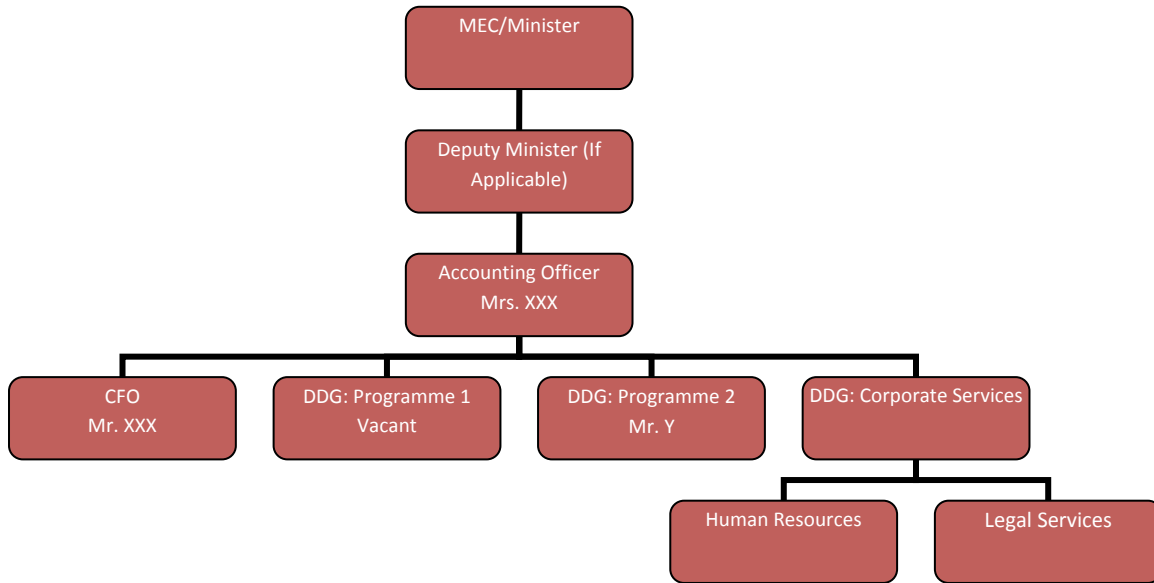 MEC/Minister
Deputy Minister (If
Applicable)
Accounting Officer
Mrs. XXX
CFO
Mr. XXX
DDG: Programme 1
Vacant
DDG: Programme 2
Mr. Y
DDG: Corporate Services
Human Resources
Legal Services